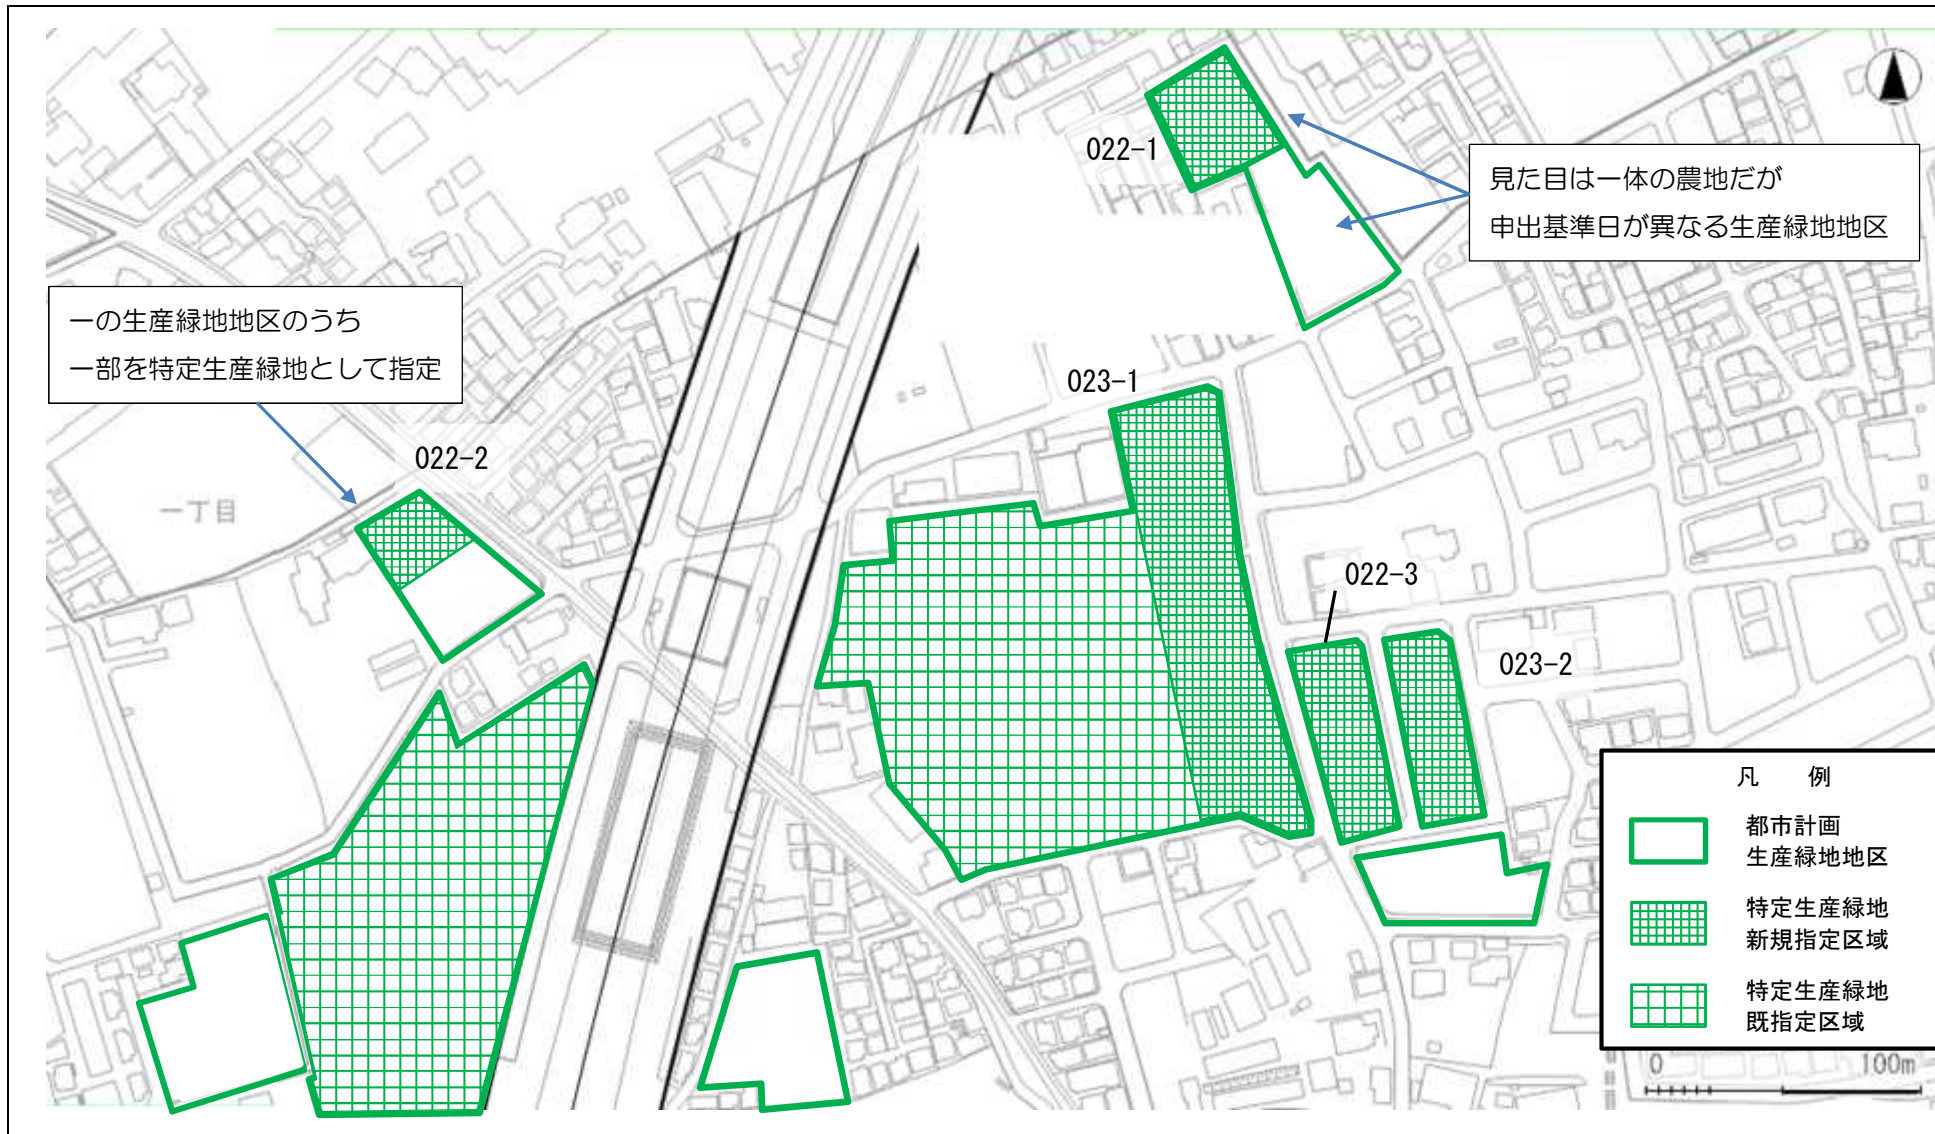 022-1
見た目は一体の農地だが
申出基準日が異なる生産緑地地区
一の生産緑地地区のうち
一部を特定生産緑地として指定
023-1
022-2
一丁目
022-3
023-2
凡 例
都市計画
生産緑地地区
特定生産緑地
新規指定区域
特定生産緑地
既指定区域
0 100m